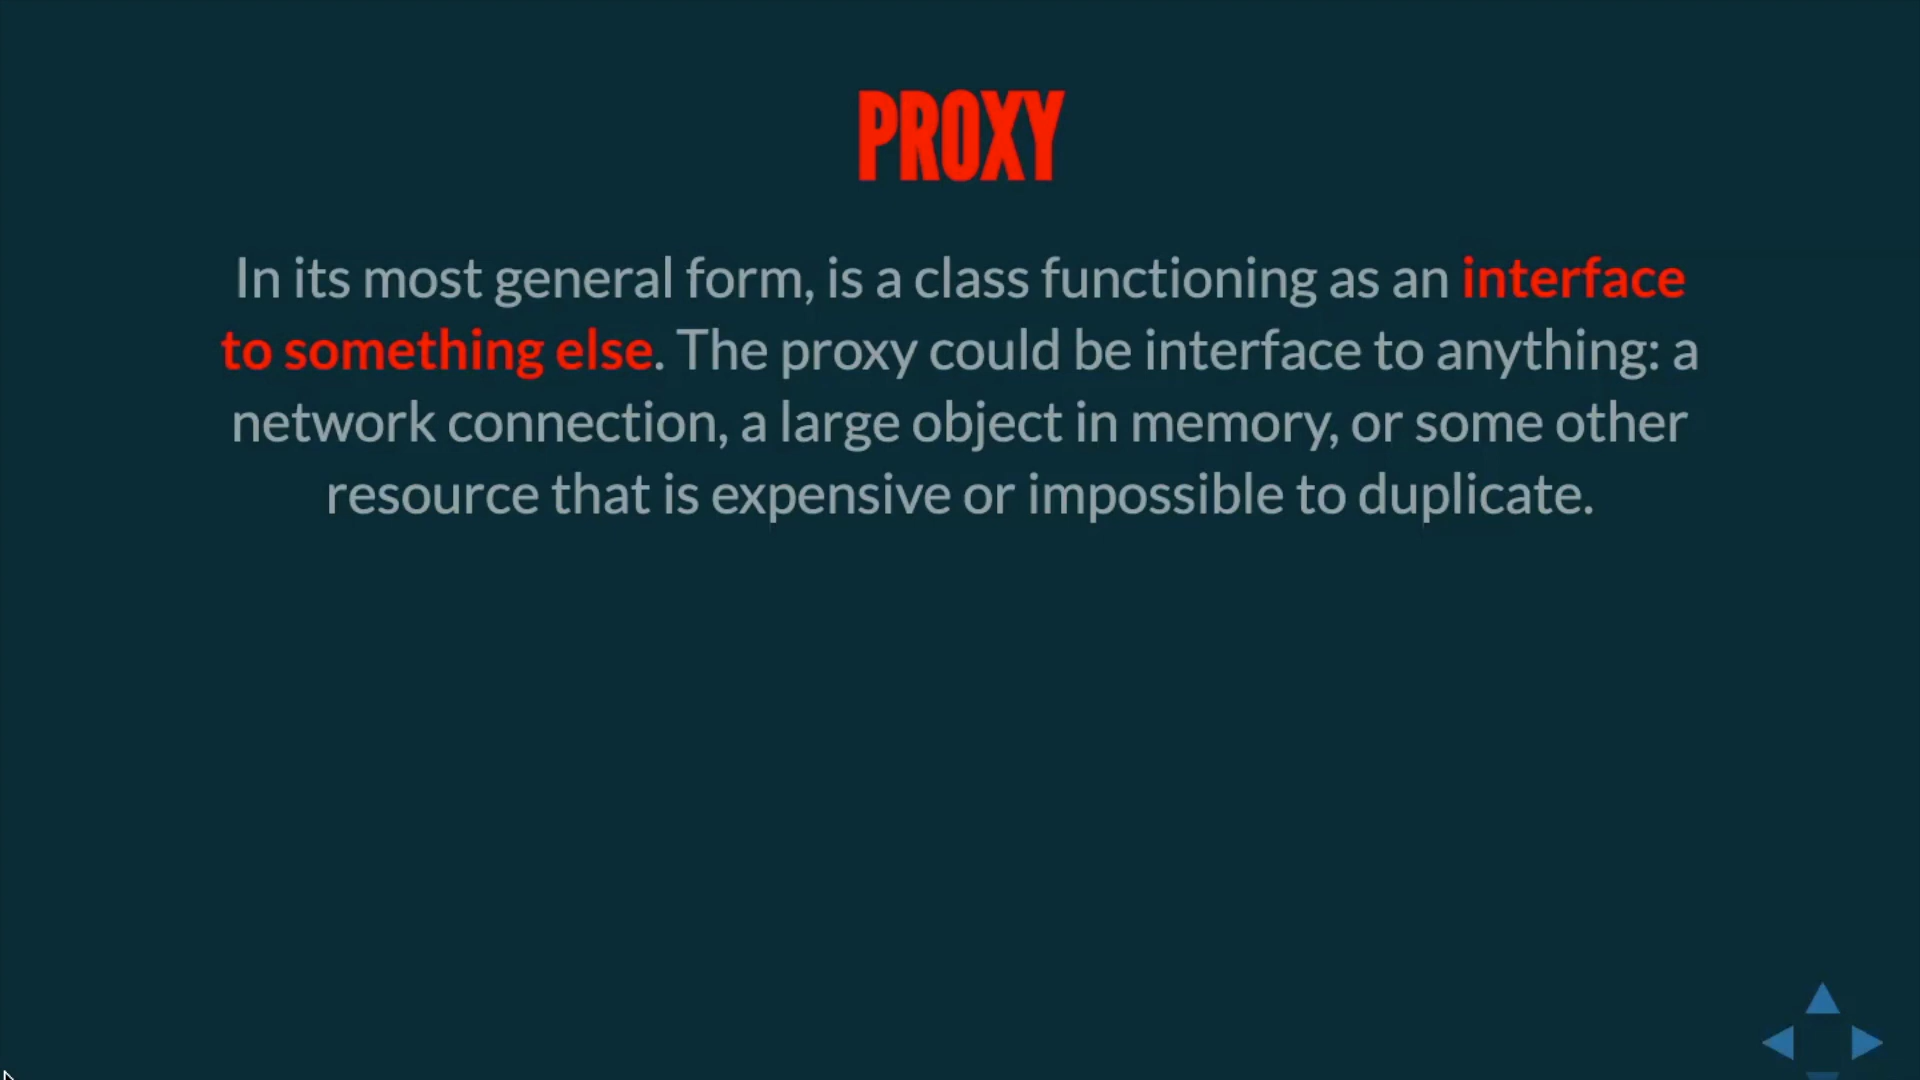 PROXY
In its most general form, is a class functioning as an interface
to something else. The proxy could be interface to anything: a
network connection, a large object in memory, or some other
resource that is expensive or impossible to duplicate.